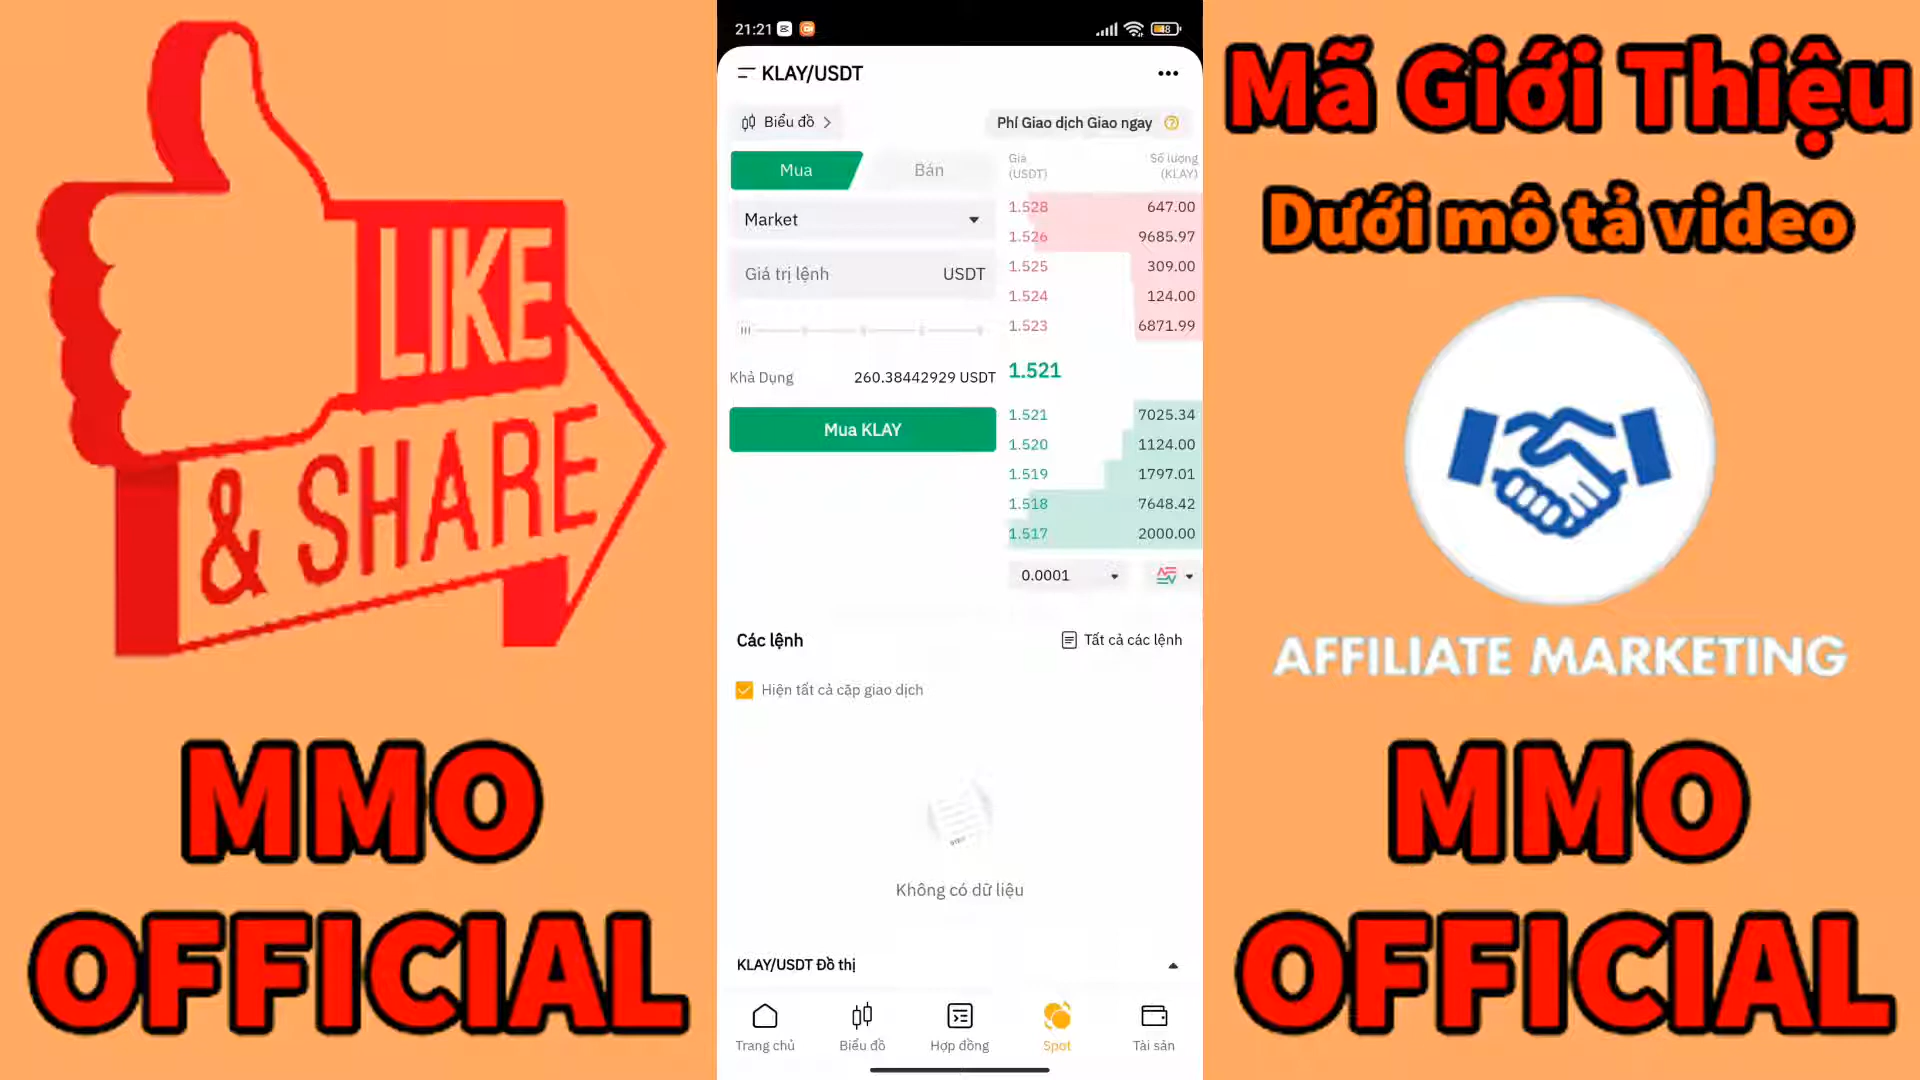 LIKE
& SHARE
MMO
OFFICIAL
21:21
48
KLAY/USDT
Biểu đồ
Phí Giao dịch Giao ngay
Mua
Bán
Giá
(USDT)
Số lượng
(KLAY)
Market
Giá trị lệnh
USDT
Khả Dụng
260.38442929 USDT
Mua KLAY
1.528 647.00
1.526 9685.97
1.525 309.00
1.524 124.00
1.523 6871.99
1.521
1.521 7025.34
1.520 1124.00
1.519 1797.01
1.518 7648.42
1.517 2000.00
0.0001
Các lệnh
Tất cả các lệnh
Hiện tất cả cặp giao dịch
Không có dữ liệu
KLAY/USDT Đồ thị
Trang chủ
Biểu đồ
Hợp đồng
Spot
Tài sản
Mã Giới Thiệu
Dưới mô tả video
AFFILIATE MARKETING
MMO
OFFICIAL